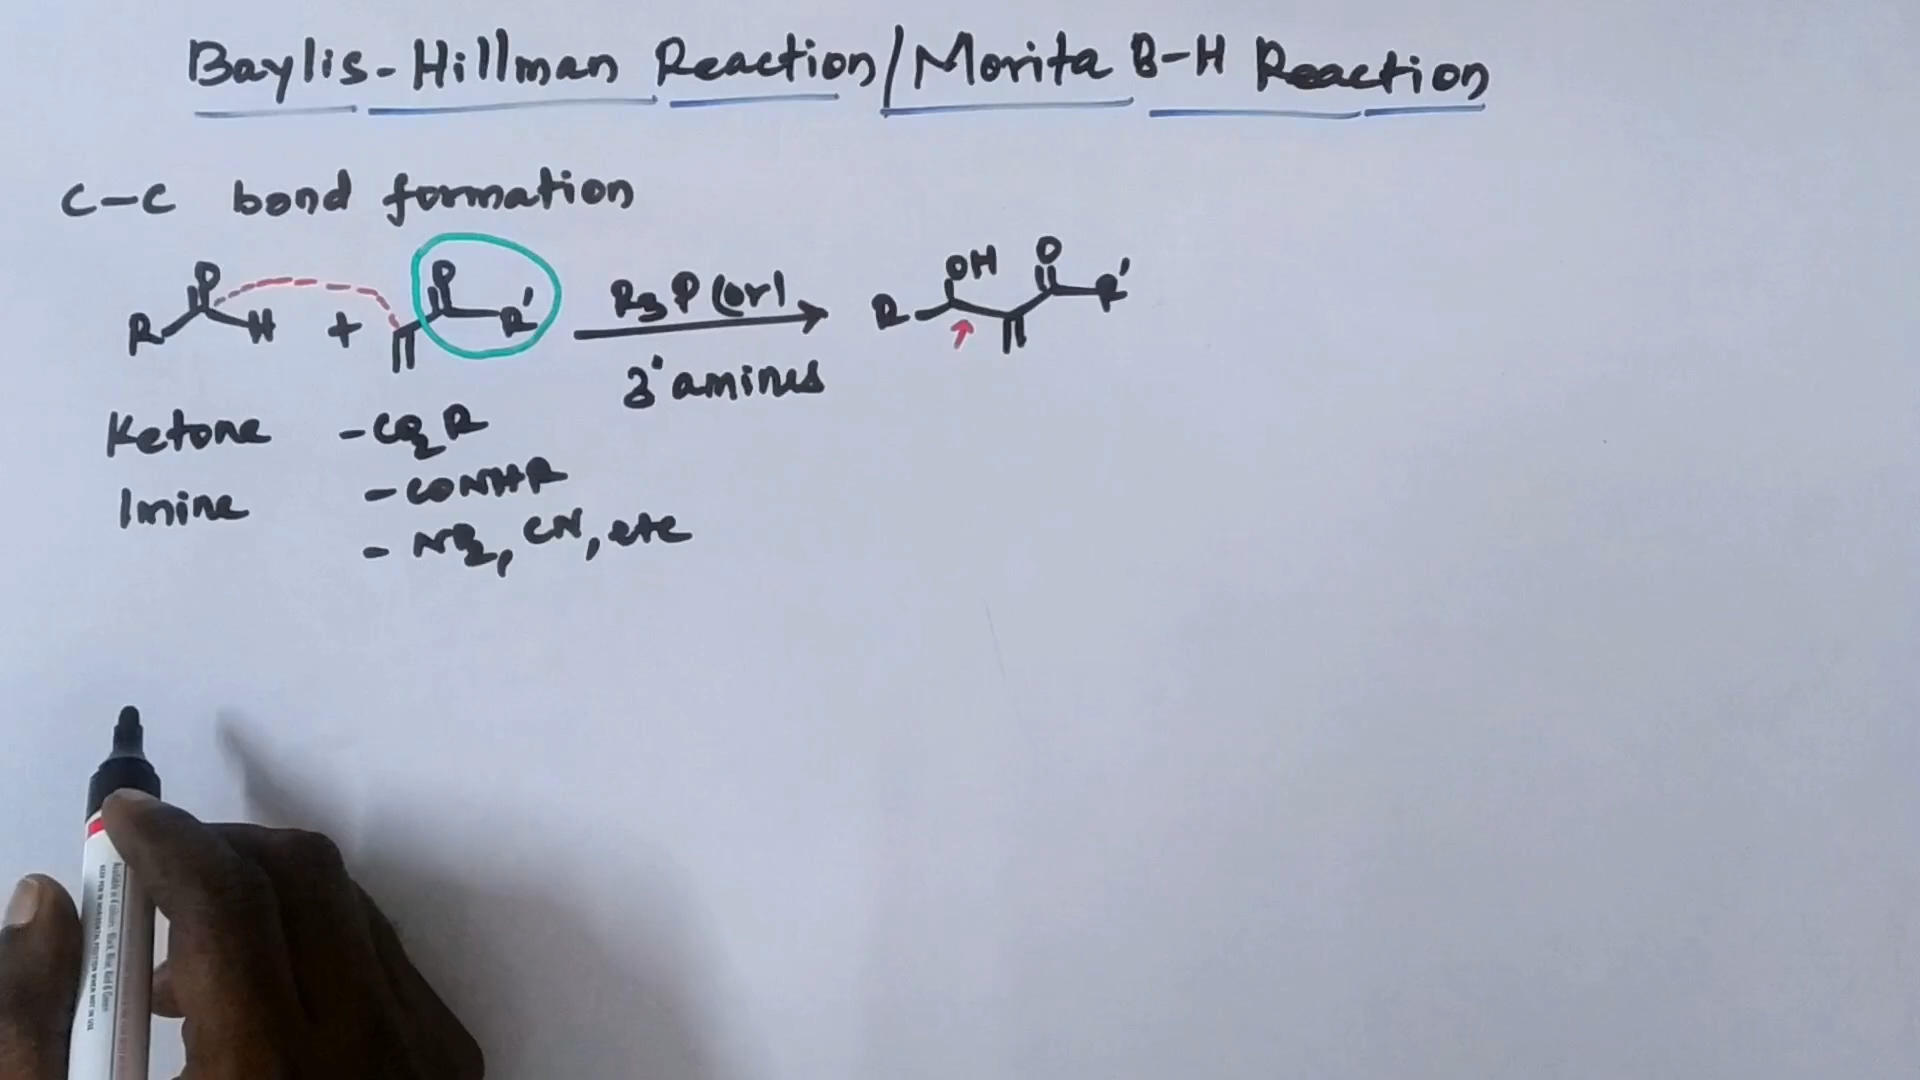 Baylis-Hillman Reaction/Morita B-H Reaction
C-C bond formation
R O H + O R' R3P (or) 3° amines R OH O R'
Ketone -CO2R
Imine -CONHR
- NO2, CN, etc